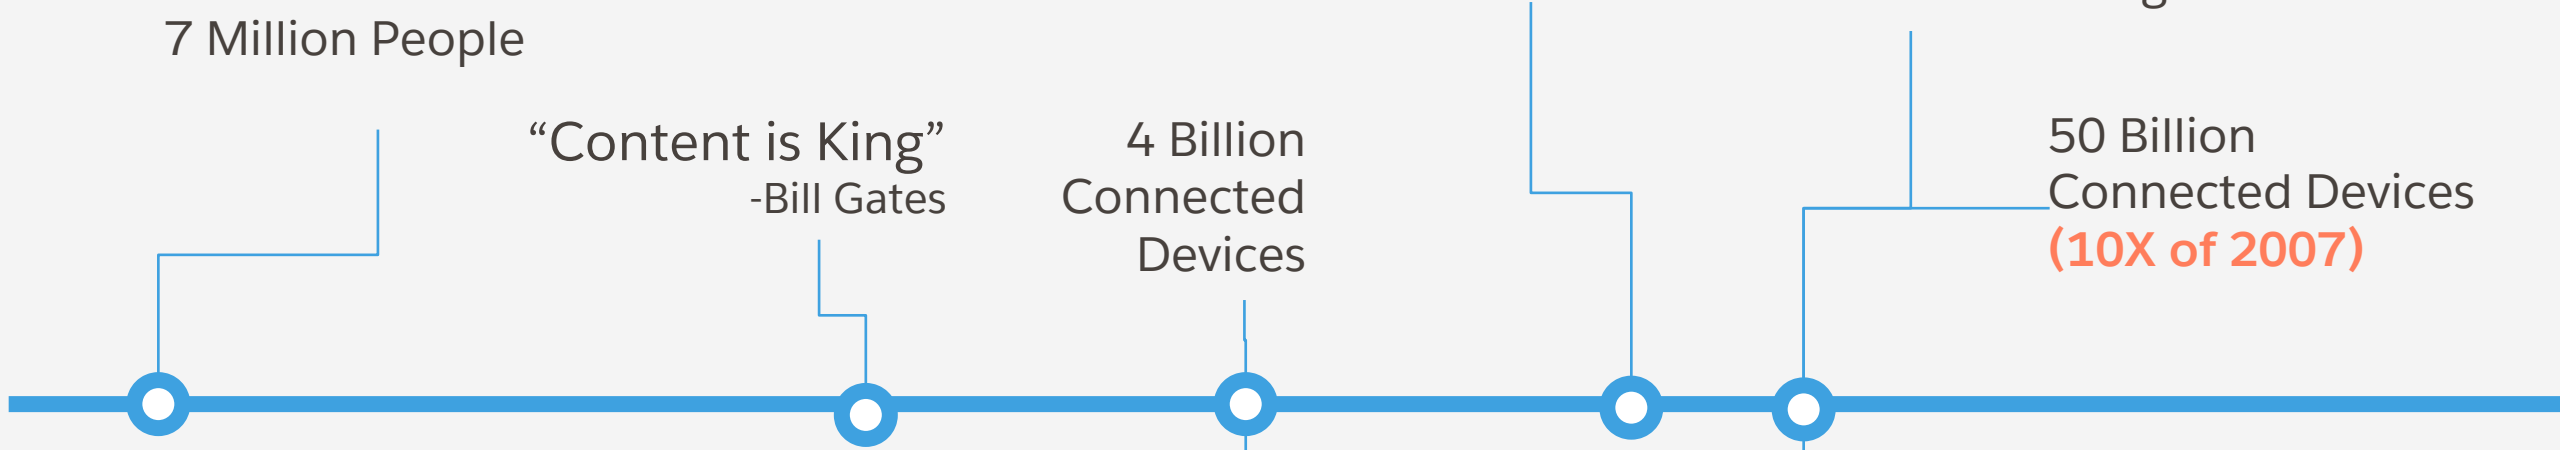 7 Million People
“Content is King”
-Bill Gates
4 Billion
Connected
Devices
50 Billion
Connected Devices
(10X of 2007)